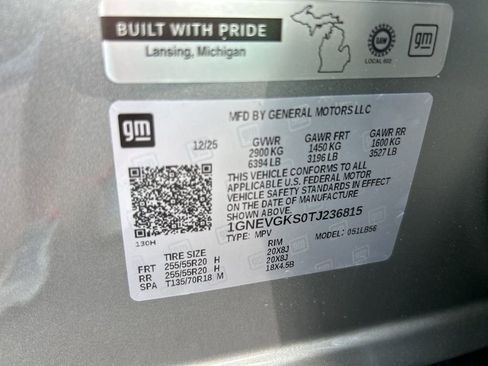 BUILT WITH PRIDE
Lansing, Michigan
UAW
LOCAL 602
gm
gm
MFD BY GENERAL MOTORS LLC
12/25 GVWR GAWR FRT GAWR RR
2900 KG 1450 KG 1600 KG
6394 LB 3196 LB 3527 LB
THIS VEHICLE CONFORMS TO ALL
APPLICABLE U.S. FEDERAL MOTOR
VEHICLE SAFETY STANDARDS IN EFFECT ON
THE DATE OF MANUFACTURE
1GNEVGKS0TJ236815
130H TYPE: MPV MODEL: 051LB56
TIRE SIZE RIM
FRT 255/55R20 H 20X8J
RR 255/55R20 H 20X8J
SPA T135/70R18 M 18X4.5B